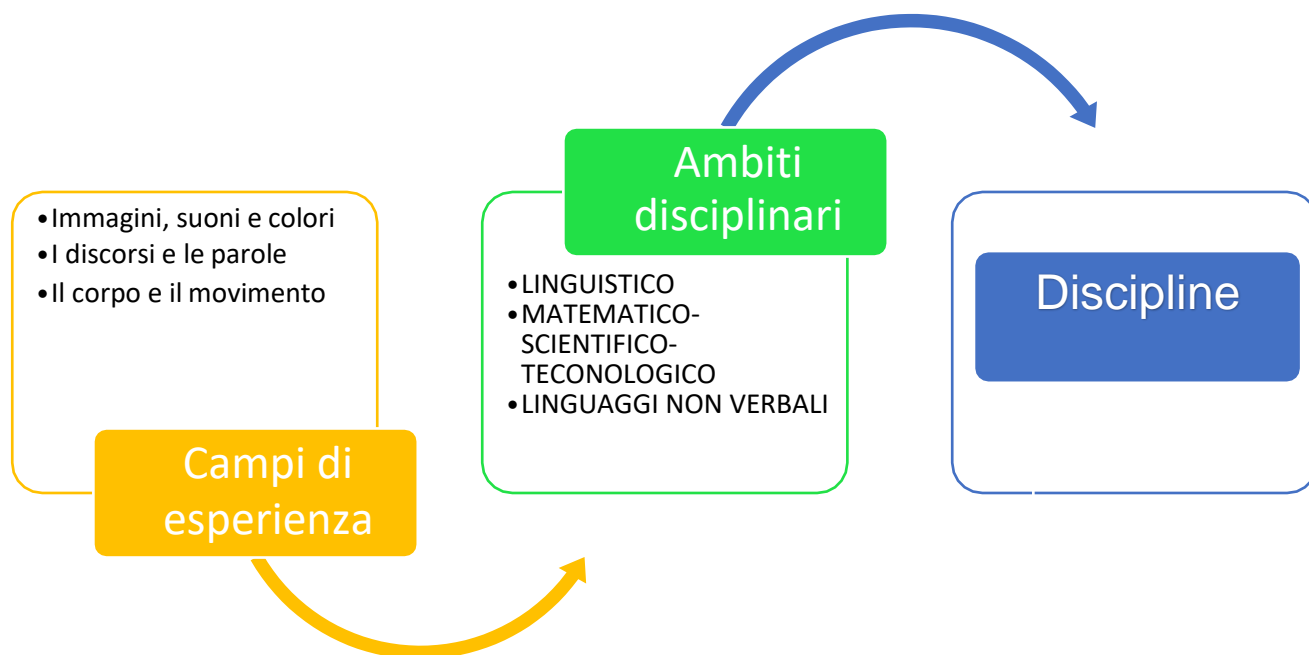 •Immagini, suoni e colori
•I discorsi e le parole
•Il corpo e il movimento
Campi di
esperienza
Ambiti
disciplinari
•LINGUISTICO
•MATEMATICO-
SCIENTIFICO-
TECONOLOGICO
•LINGUAGGI NON VERBALI
Discipline